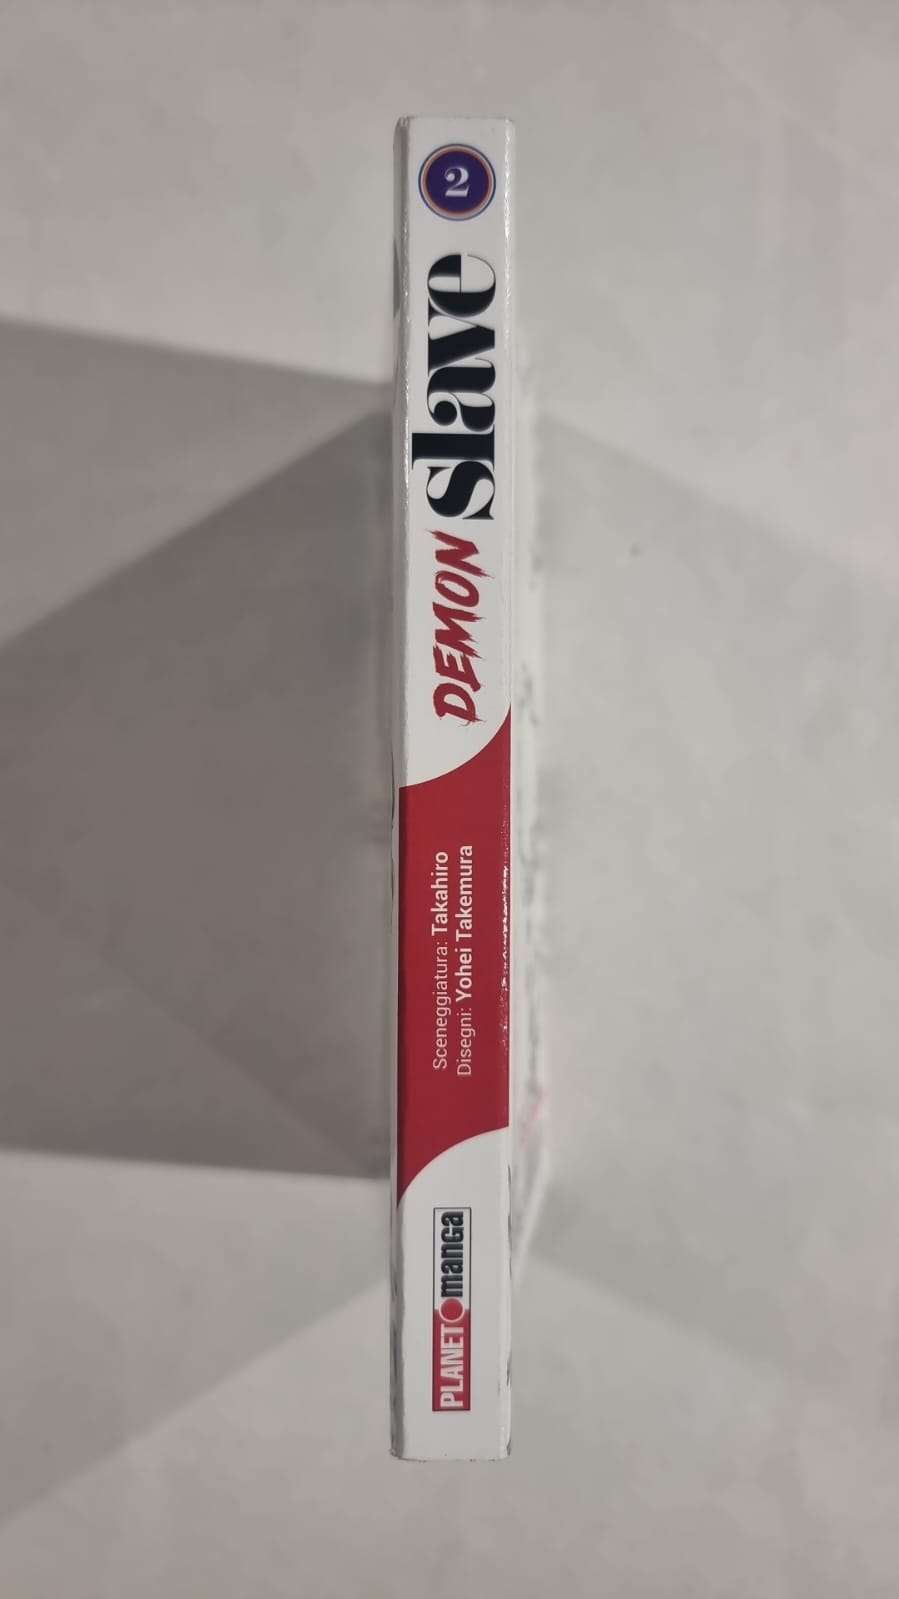 PLANET manga
Sceneggiatura: Takahiro
Disegni: Yohei Takemura
DEMON slave
2